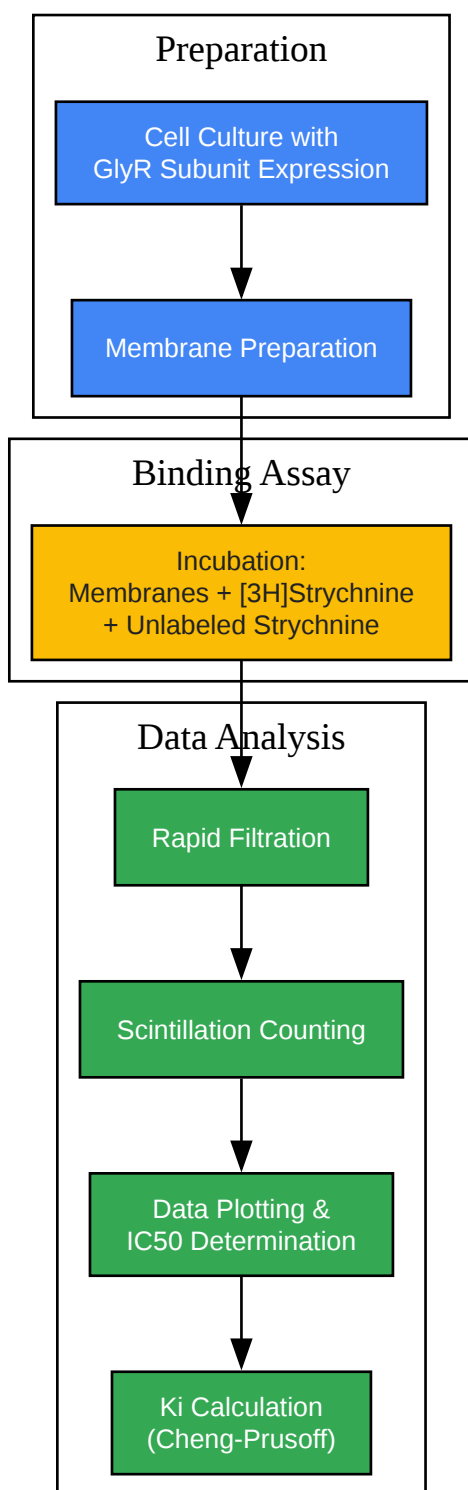 Preparation
Cell Culture with
GlyR Subunit Expression
Membrane Preparation
Binding Assay
Incubation:
Membranes + [3H]Strychnine
+ Unlabeled Strychnine
Data Analysis
Rapid Filtration
Scintillation Counting
Data Plotting &
IC50 Determination
Ki Calculation
(Cheng-Prusoff)